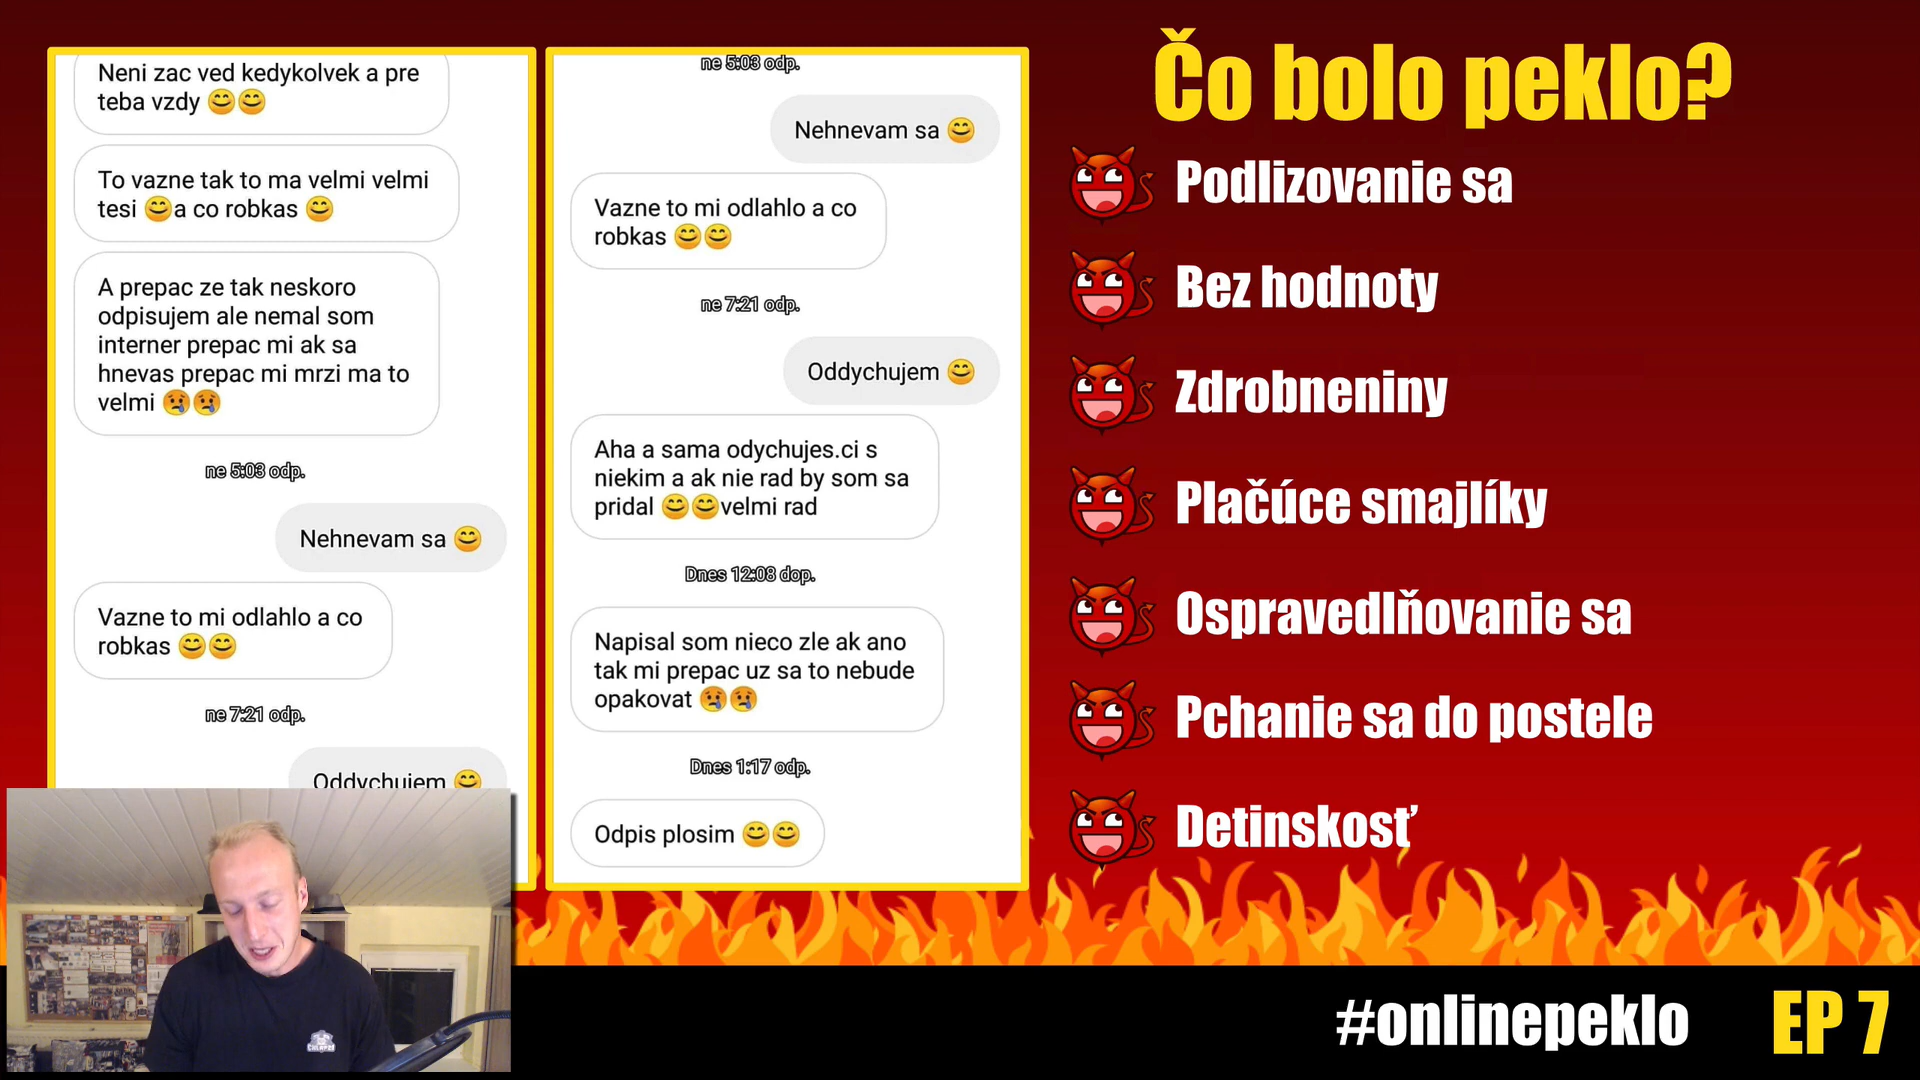 Neni zac ved kedykolvek a pre
teba vzdy 😊😊
To vazne tak to ma velmi velmi
tesi 😊a co robkas 😊
A prepac ze tak neskoro
odpisujem ale nemal som
interner prepac mi ak sa
hnevas prepac mi mrzi ma to
velmi 😢😢
ne 5:03 odp.
Nehnevam sa 😊
Vazne to mi odlahlo a co
robkas 😊😊
ne 7:21 odp.
Oddychujem 😊
ne 5:03 odp.
Nehnevam sa 😊
Vazne to mi odlahlo a co
robkas 😊😊
ne 7:21 odp.
Oddychujem 😊
Aha a sama odychujes.ci s
niekim a ak nie rad by som sa
pridal 😊😊velmi rad
Dnes 12:08 dop.
Napisal som nieco zle ak ano
tak mi prepac uz sa to nebude
opakovat 😢😢
Dnes 1:17 odp.
Odpis plosim 😊😊
Čo bolo peklo?
Podlizovanie sa
Bez hodnoty
Zdrobneniny
Plačúce smajlíky
Ospravedlňovanie sa
Pchanie sa do postele
Detinskosť
#onlinepeklo
EP 7